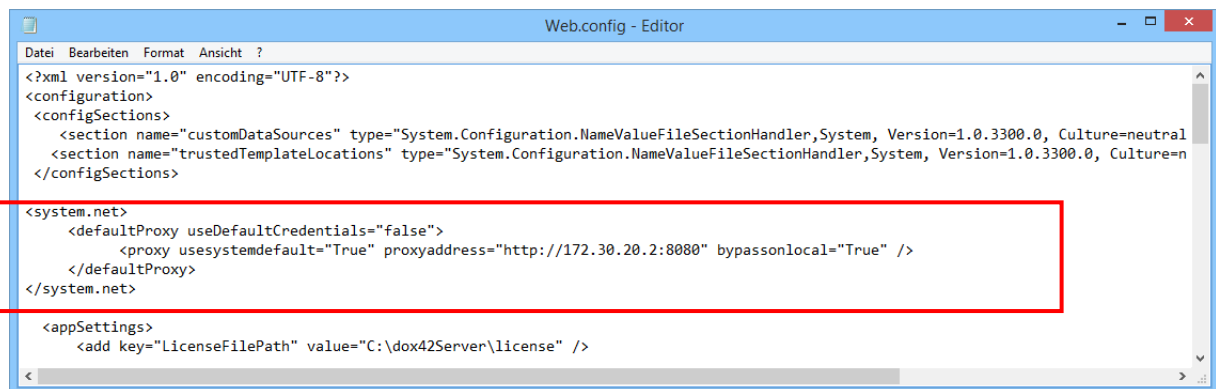 Web.config - Editor
Datei Bearbeiten Format Ansicht ?
<?xml version="1.0" encoding="UTF-8"?>
<configuration>
<configSections>
<section name="customDataSources" type="System.Configuration.NameValueFileSectionHandler,System, Version=1.0.3300.0, Culture=neutral
<section name="trustedTemplateLocations" type="System.Configuration.NameValueFileSectionHandler,System, Version=1.0.3300.0, Culture=n
</configSections>
<system.net>
<defaultProxy useDefaultCredentials="false">
<proxy usesystemdefault="True" proxyaddress="http://172.30.20.2:8080" bypassonlocal="True" />
</defaultProxy>
</system.net>
<appSettings>
<add key="LicenseFilePath" value="C:\dox42Server\license" />